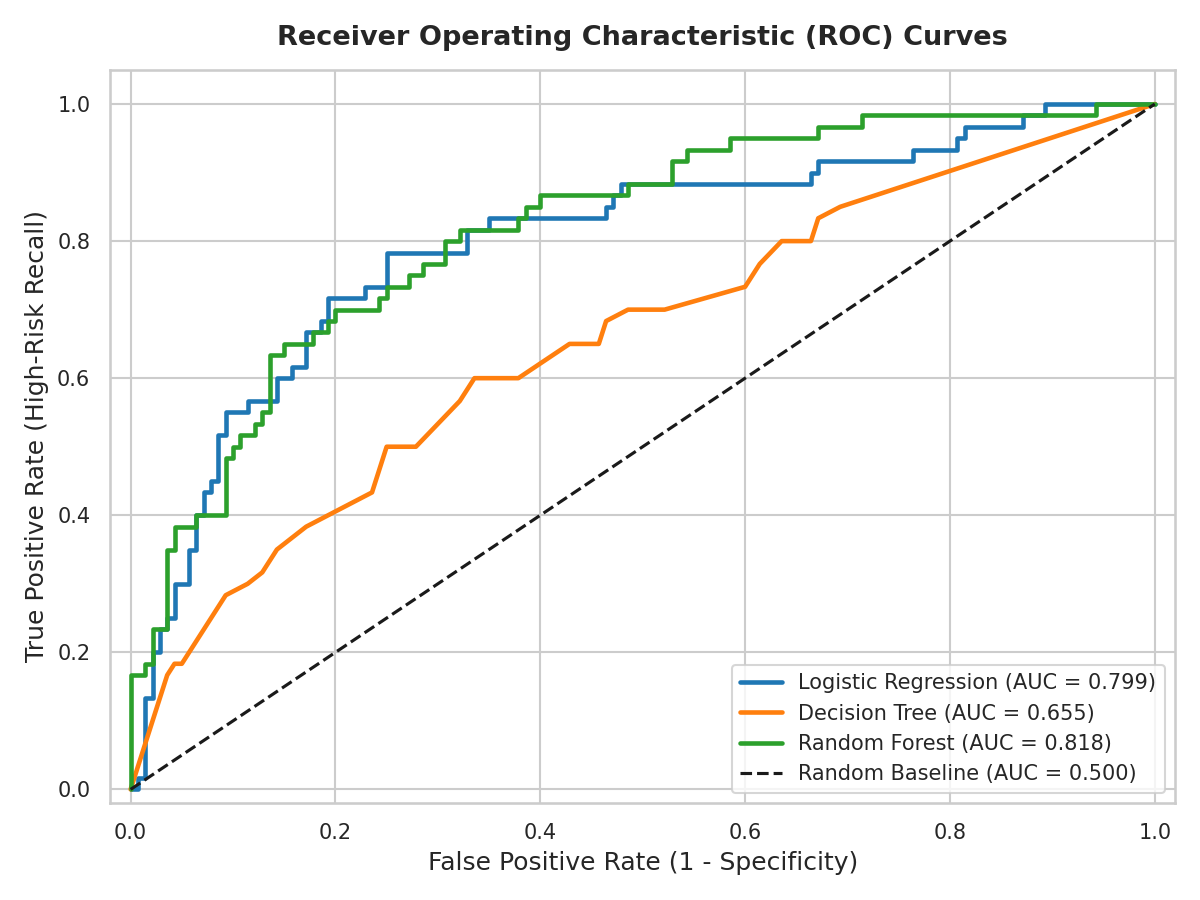 Receiver Operating Characteristic (ROC) Curves
True Positive Rate (High-Risk Recall)
1.0
0.8
0.6
0.4
0.2
0.0
Logistic Regression (AUC = 0.799)
Decision Tree (AUC = 0.655)
Random Forest (AUC = 0.818)
Random Baseline (AUC = 0.500)
0.0 0.2 0.4 0.6 0.8 1.0
False Positive Rate (1 - Specificity)